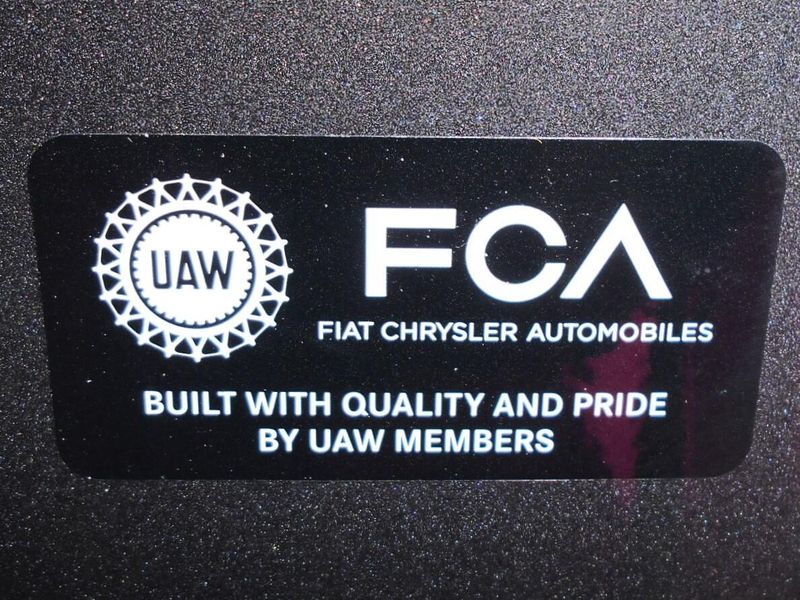 UAW
FCA
FIAT CHRYSLER AUTOMOBILES
BUILT WITH QUALITY AND PRIDE
BY UAW MEMBERS